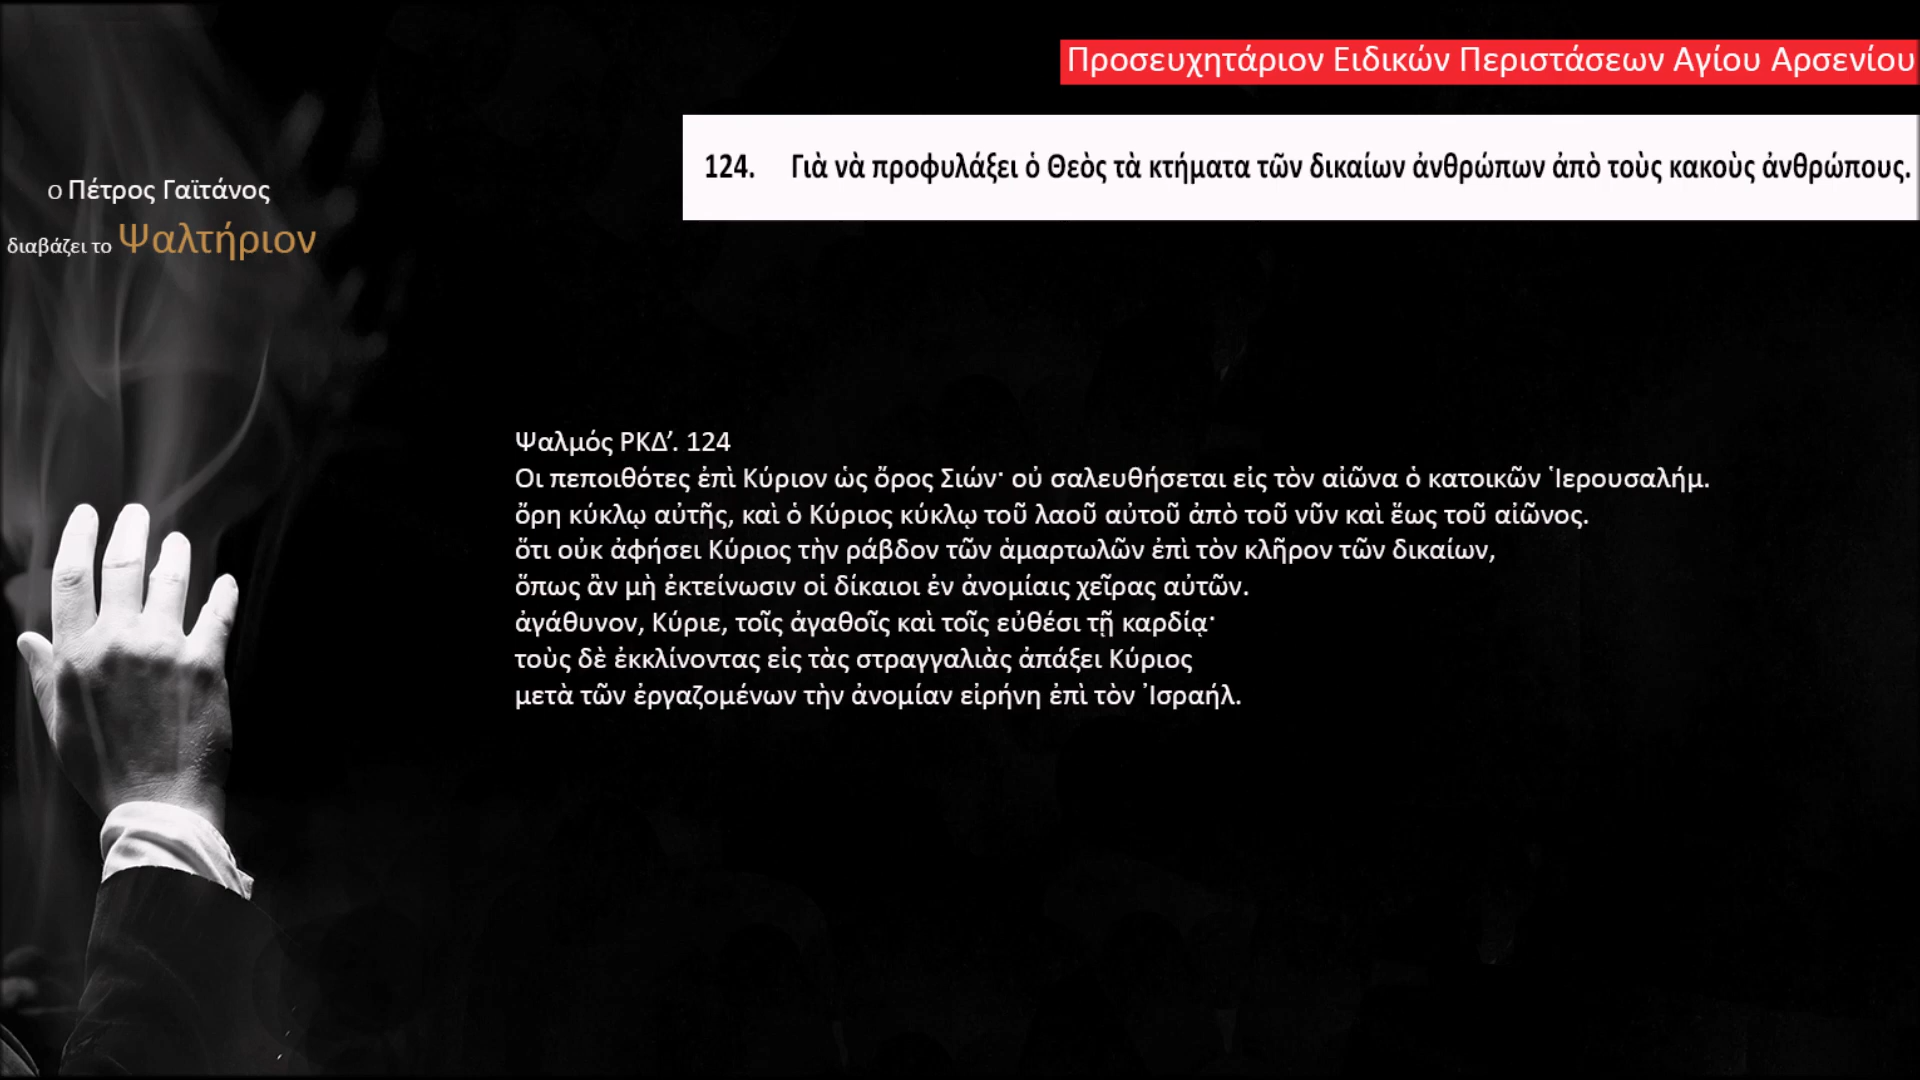 Προσευχητάριον Ειδικών Περιστάσεων Αγίου Αρσενίου
124. Γιὰ νὰ προφυλάξει ὁ Θεὸς τὰ κτήματα τῶν δικαίων ἀνθρώπων ἀπὸ τοὺς κακοὺς ἀνθρώπους.
ο Πέτρος Γαϊτάνος
διαβάζει το Ψαλτήριον
Ψαλμός ΡΚΔ’. 124
Οι πεποιθότες ἐπὶ Κύριον ὡς ὄρος Σιών· οὐ σαλευθήσεται εἰς τὸν αἰῶνα ὁ κατοικῶν Ἱερουσαλήμ.
ὄρη κύκλῳ αὐτῆς, καὶ ὁ Κύριος κύκλῳ τοῦ λαοῦ αὐτοῦ ἀπὸ τοῦ νῦν καὶ ἕως τοῦ αἰῶνος.
ὅτι οὐκ ἀφήσει Κύριος τὴν ράβδον τῶν ἁμαρτωλῶν ἐπὶ τὸν κλῆρον τῶν δικαίων,
ὅπως ἂν μὴ ἐκτείνωσιν οἱ δίκαιοι ἐν ἀνομίαις χεῖρας αὐτῶν.
ἀγάθυνον, Κύριε, τοῖς ἀγαθοῖς καὶ τοῖς εὐθέσι τῇ καρδίᾳ·
τοὺς δὲ ἐκκλίνοντας εἰς τὰς στραγγαλιὰς ἀπάξει Κύριος
μετὰ τῶν ἐργαζομένων τὴν ἀνομίαν εἰρήνη ἐπὶ τὸν Ἰσραήλ.